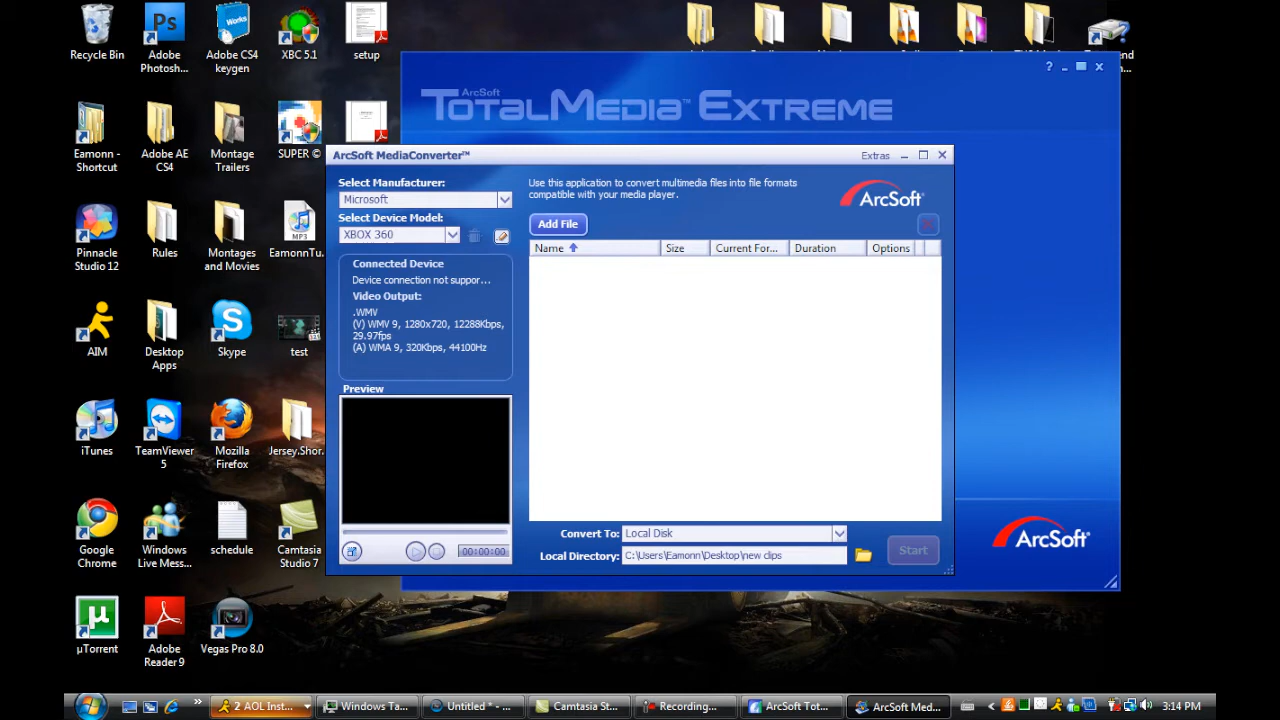 Recycle Bin
Adobe Photosh...
Adobe CS4 keygen
XBC 5.1
setup
Eamonn - Shortcut
Adobe AE CS4
Montage Trailers
SUPER ©
Pinnacle Studio 12
Rules
Montages and Movies
EamonnTu...
MP3
AIM
Desktop Apps
Skype
test
iTunes
TeamViewer 5
Mozilla Firefox
Jersey.Shor...
Google Chrome
Windows Live Mess...
schedule
Camtasia Studio 7
µTorrent
Adobe Reader 9
Vegas Pro 8.0
ArcSoft
TOTALMEDIA™ EXTREME
ArcSoft MediaConverter™
Extras
Select Manufacturer:
Microsoft
Select Device Model:
XBOX 360
Connected Device
Device connection not suppor...
Video Output:
.WMV
(V) WMV 9, 1280x720, 12288Kbps,
29.97fps
(A) WMA 9, 320Kbps, 44100Hz
Preview
00:00:00
Use this application to convert multimedia files into file formats
compatible with your media player.
ArcSoft
Add File
Name Size Current For... Duration Options
Convert To: Local Disk
Local Directory: C:\Users\Eamonn\Desktop\new clips
Start
ArcSoft
2 AOL Inst...
Windows Ta...
Untitled * - ...
Camtasia St...
Recording...
ArcSoft Tot...
ArcSoft Med...
3:14 PM